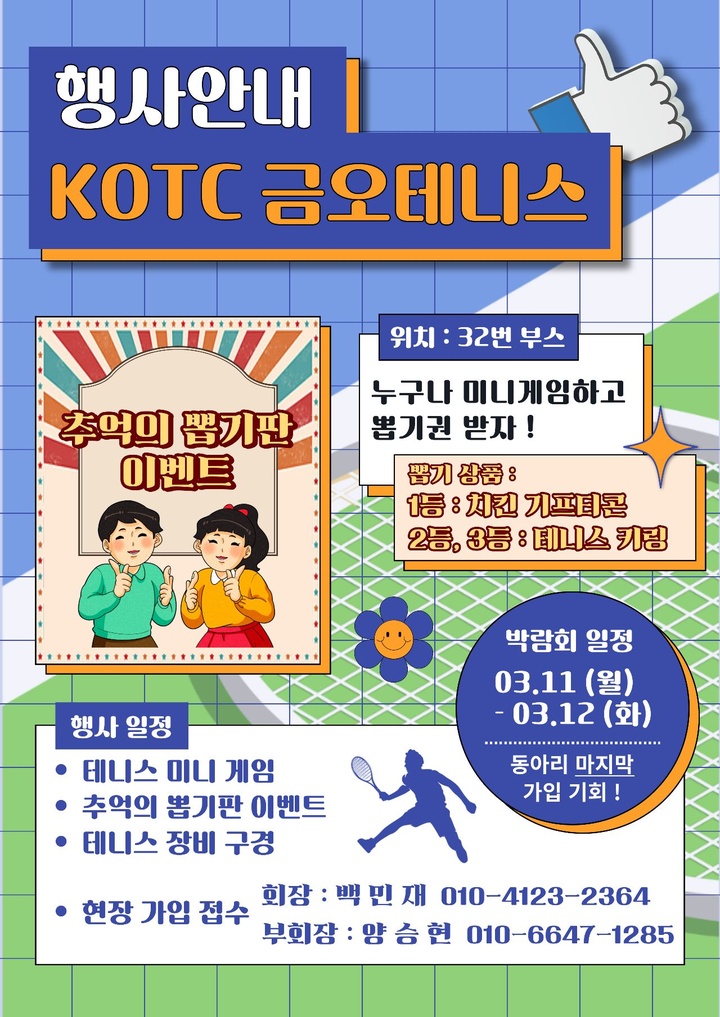 행사안내
KOTC 금오테니스
위치 : 32번 부스
누구나 미니게임하고
뽑기권 받자 !
추억의 뽑기판
이벤트
뽑기 상품 :
1등 : 치킨 기프티콘
2등, 3등 : 테니스 키링
박람회 일정
03.11 (월)
- 03.12 (화)
동아리 마지막
가입 기회 !
행사 일정
• 테니스 미니 게임
• 추억의 뽑기판 이벤트
• 테니스 장비 구경
• 현장 가입 접수
회장 : 백 민 재 010-4123-2364
부회장 : 양 승 현 010-6647-1285